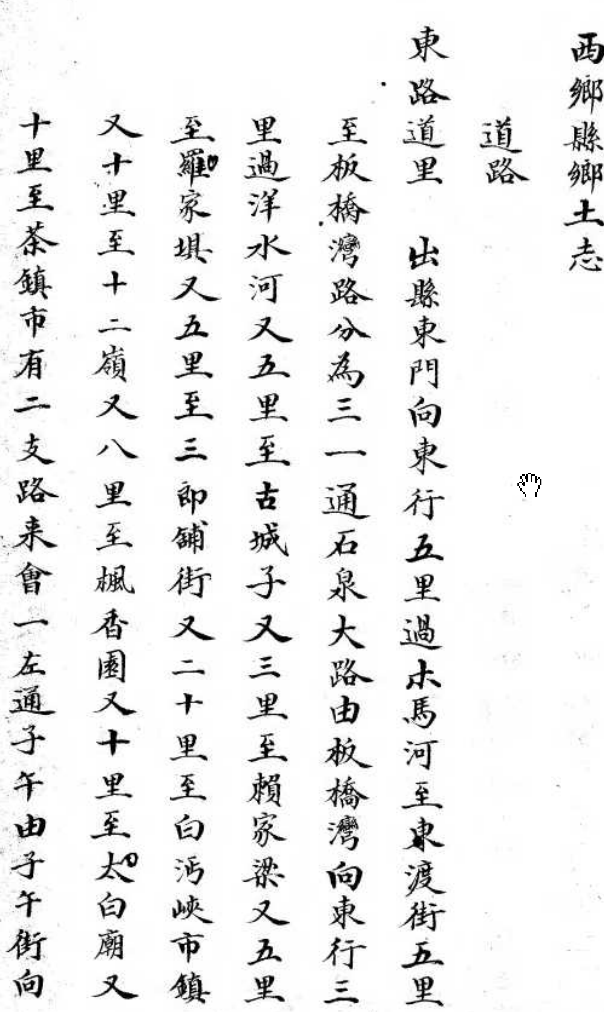 西鄉縣鄉土志
道路
東路道里 出縣東門向東行五里過木馬河至東渡街五里
至板橋灣路分為三一通石泉大路由板橋灣向東行三
里過洋水河又五里至古城子又三里至賴家梁又五里
至羅家埧又五里至三郎舖街又二十里至白沔峽市鎮
又十里至十二嶺又八里至楓香園又十里至太白廟又
十里至茶鎮市有二支路来會一左通子午由子午街向